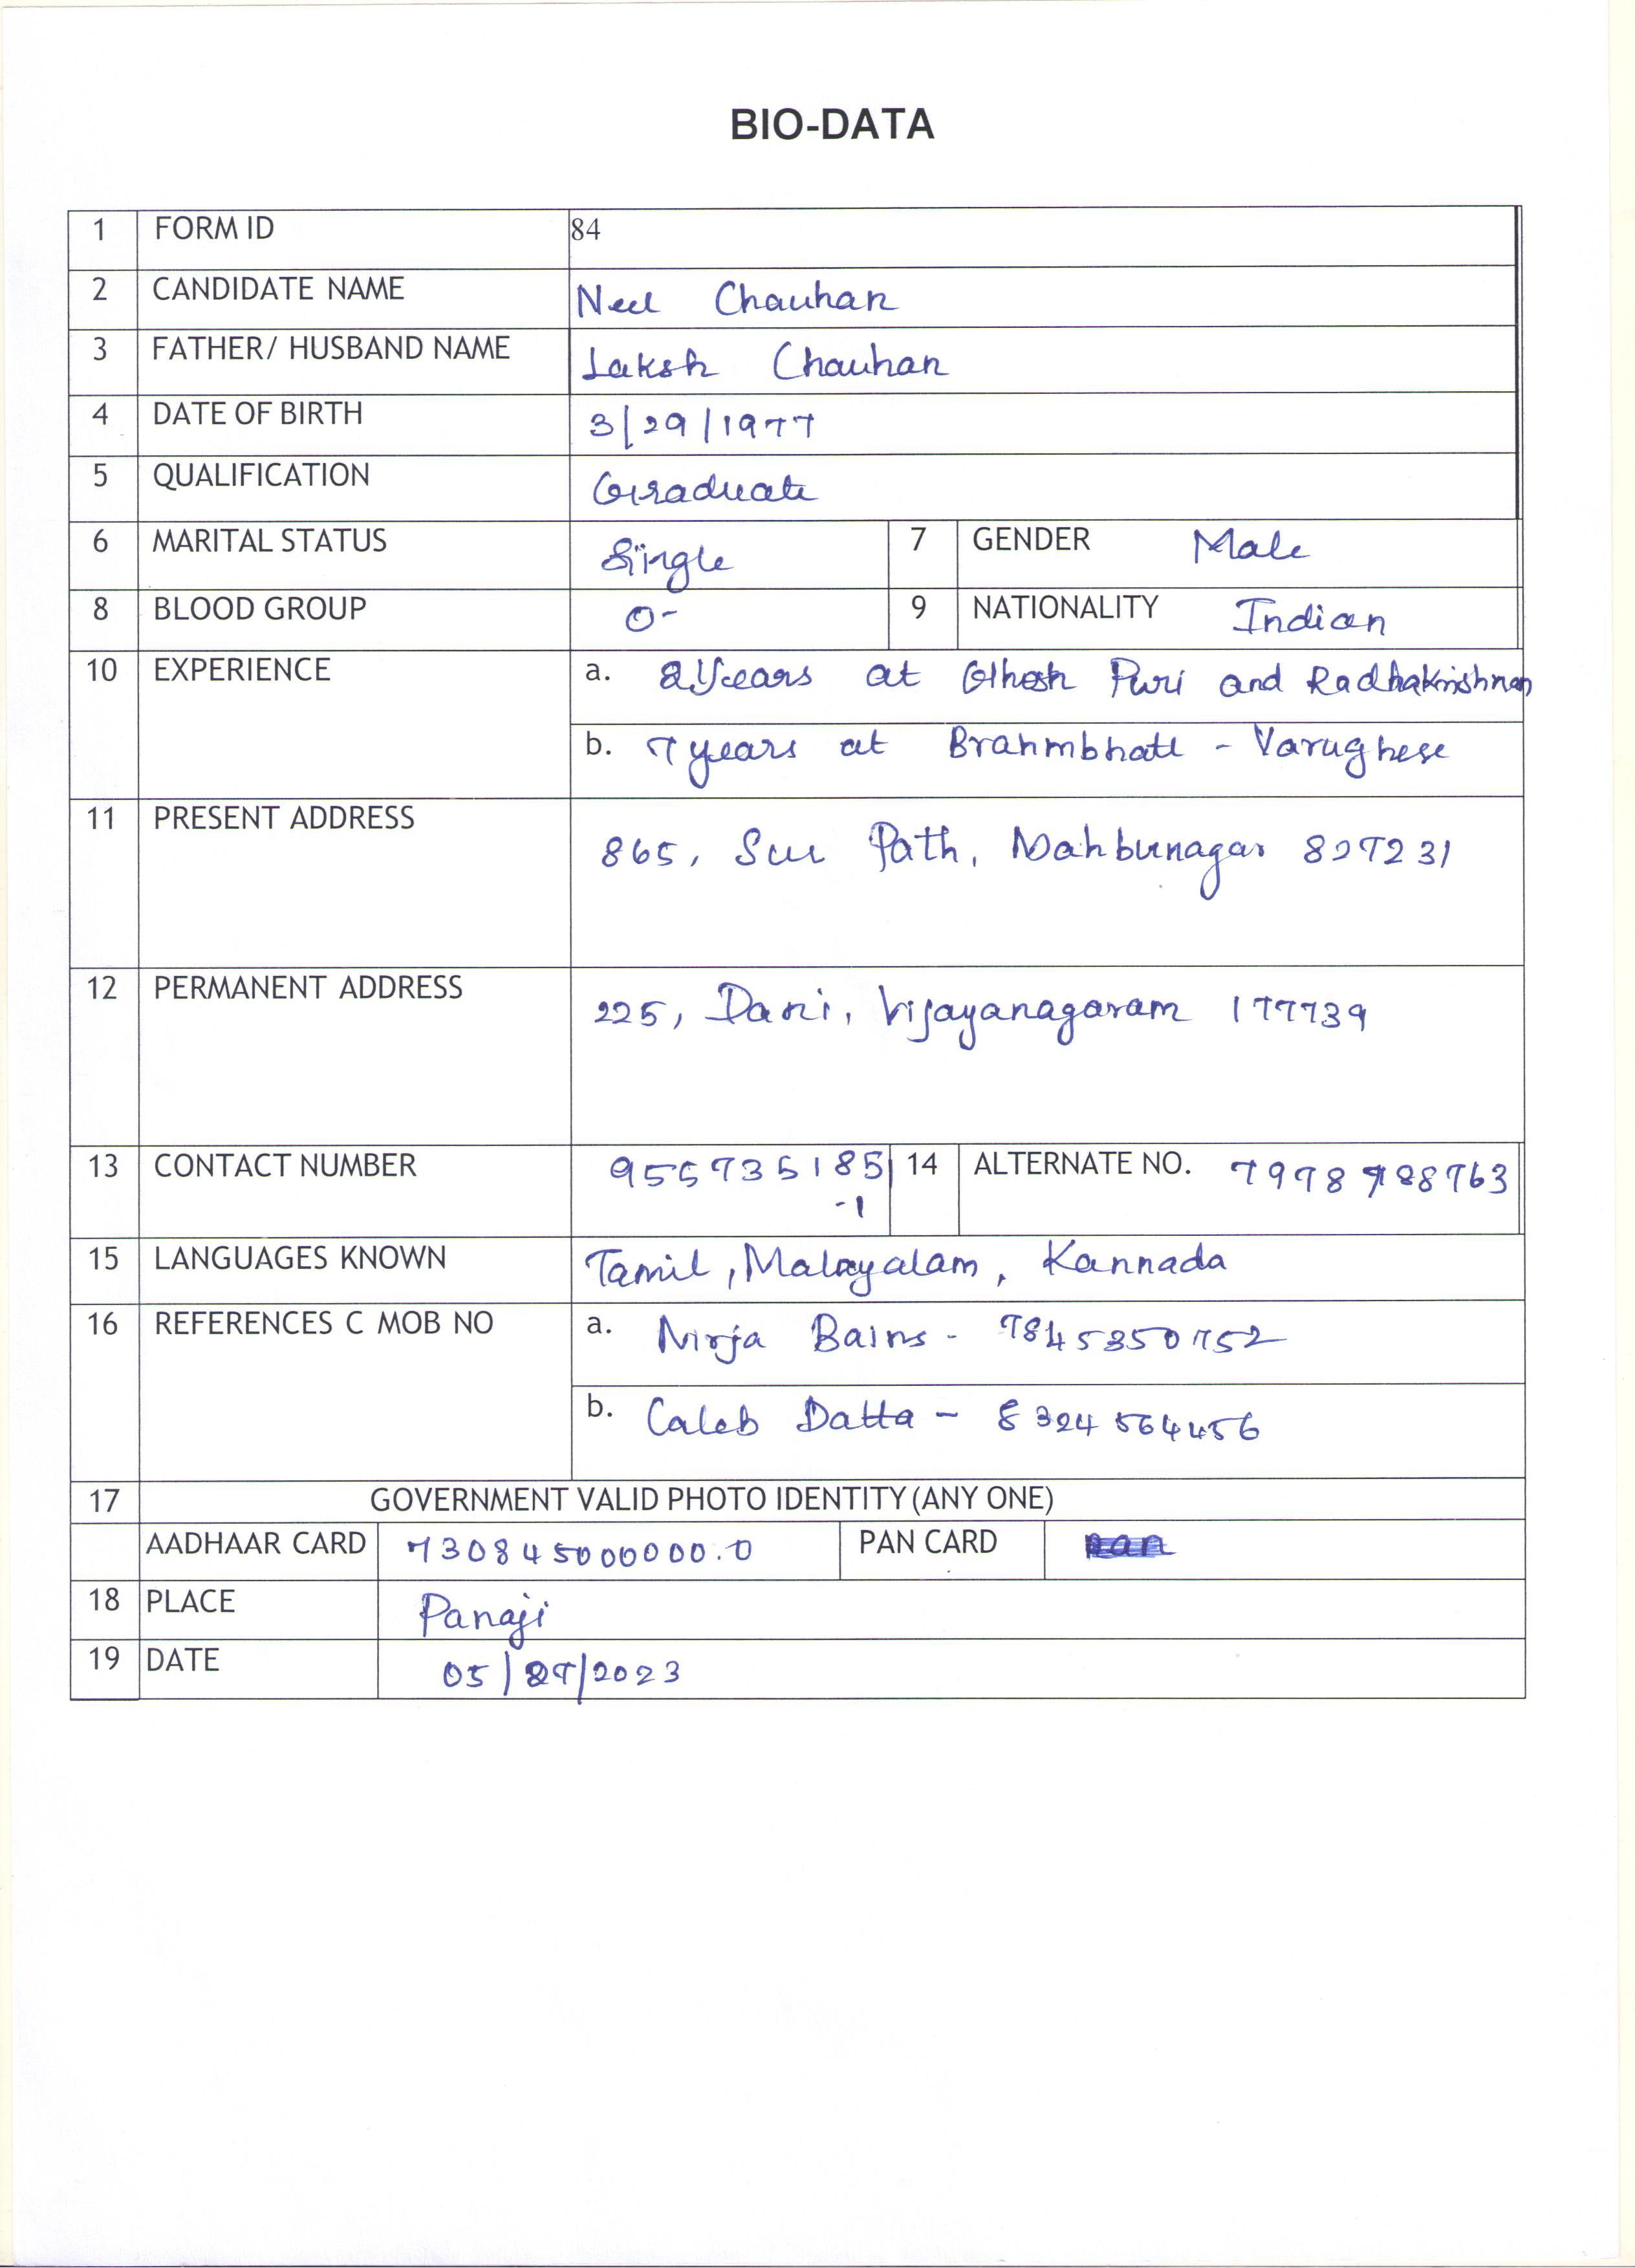 BIO-DATA
1 FORM ID 84
2 CANDIDATE NAME Neel Chauhan
3 FATHER/ HUSBAND NAME Laksh Chauhan
4 DATE OF BIRTH 3/29/1977
5 QUALIFICATION Graduate
6 MARITAL STATUS Single 7 GENDER Male
8 BLOOD GROUP O- 9 NATIONALITY Indian
10 EXPERIENCE a. 2 years at Ghosh Puri and Radhakrishnan
b. 7 years at Brahmbhatt - Varughese
11 PRESENT ADDRESS 865, Sur Path, Mahbubnagar 827231
12 PERMANENT ADDRESS 225, Dani, Vijayanagaram 177739
13 CONTACT NUMBER 955735185 14 ALTERNATE NO. 7978788763
-1
15 LANGUAGES KNOWN Tamil, Malayalam, Kannada
16 REFERENCES C MOB NO a. Nirja Bains - 7845850752
b. Caleb Datta - 8324564456
17 GOVERNMENT VALID PHOTO IDENTITY (ANY ONE)
AADHAAR CARD 730845000000.0 PAN CARD
18 PLACE Panaji
19 DATE 05/27/2023